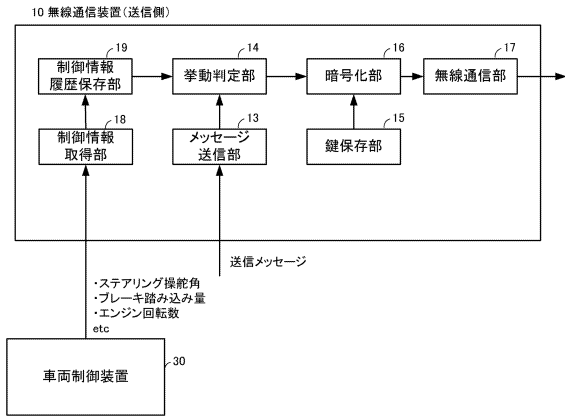 10 無線通信装置(送信側)
19
14
16
17
制御情報
履歴保存部
挙動判定部
暗号化部
無線通信部
18
13
15
制御情報
取得部
メッセージ
送信部
鍵保存部
送信メッセージ
・ステアリング操舵角
・ブレーキ踏み込み量
・エンジン回転数
etc
30
車両制御装置